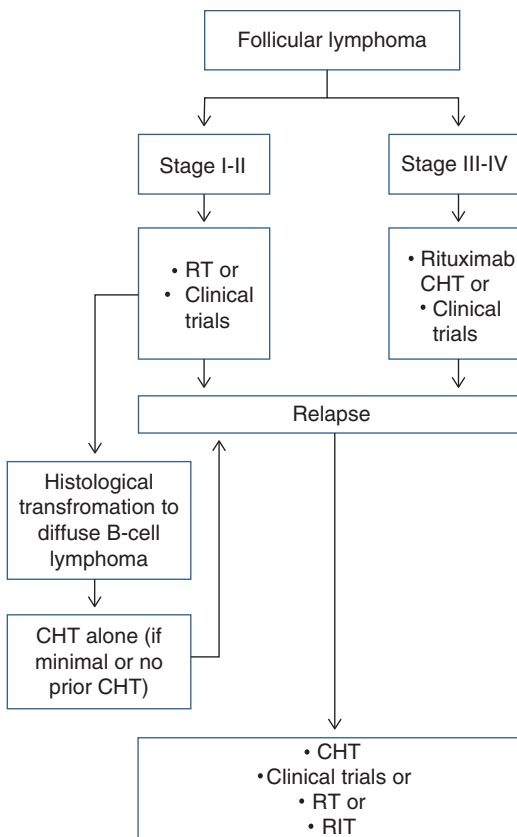 Follicular lymphoma
Stage I-II
Stage III-IV
• RT or
• Clinical
trials
• Rituximab
CHT or
• Clinical
trials
Relapse
Histological
transfromation to
diffuse B-cell
lymphoma
CHT alone (if
minimal or no
prior CHT)
• CHT
•Clinical trials or
• RT or
• RIT